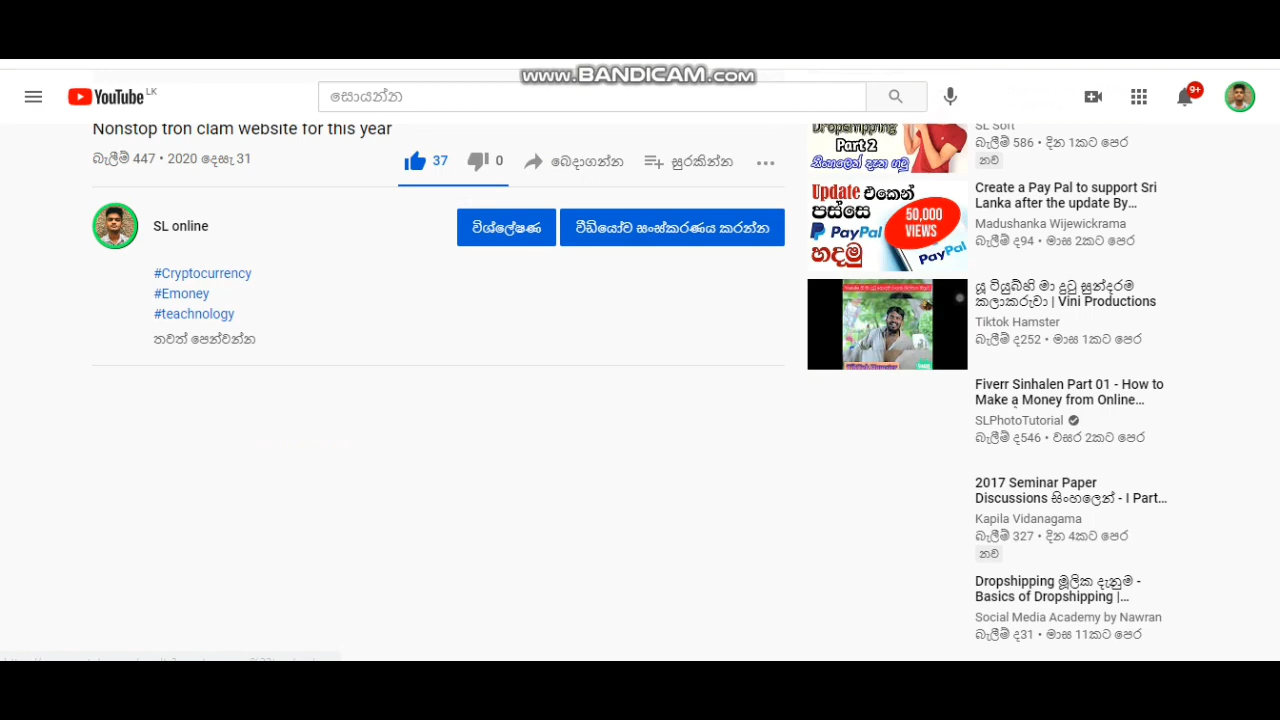 www.BANDICAM.com
YouTube LK
සොයන්න
9+
Nonstop tron clam website for this year
බැලීම් 447 • 2020 දෙසැ 31
37
0
බෙදාගන්න
සුරකින්න
SL online
විශ්ලේෂණ
වීඩියෝව සංස්කරණය කරන්න
#Cryptocurrency
#Emoney
#teachnology
තවත් පෙන්වන්න
Dropshipping
Part 2
සිංහලෙන් දැන ගමු
SL Soft
බැලීම් 586 • දින 1කට පෙර
නව
Update එකෙන්
පස්සෙ
PayPal
හදමු
50,000
VIEWS
PayPal
Create a Pay Pal to support Sri
Lanka after the update By…
Madushanka Wijewickrama
බැලීම් ද94 • මාස 2කට පෙර
යූ ටියුබ්හි මා දුටු සුන්දරම
කලාකරුවා | Vini Productions
Tiktok Hamster
බැලීම් ද252 • මාස 1කට පෙර
Fiverr Sinhalen Part 01 - How to
Make a Money from Online…
SLPhotoTutorial
බැලීම් ද546 • වසර 2කට පෙර
2017 Seminar Paper
Discussions සිංහලෙන් - I Part…
Kapila Vidanagama
බැලීම් 327 • දින 4කට පෙර
නව
Dropshipping මූලික දැනුම -
Basics of Dropshipping |…
Social Media Academy by Nawran
බැලීම් ද31 • මාස 11කට පෙර